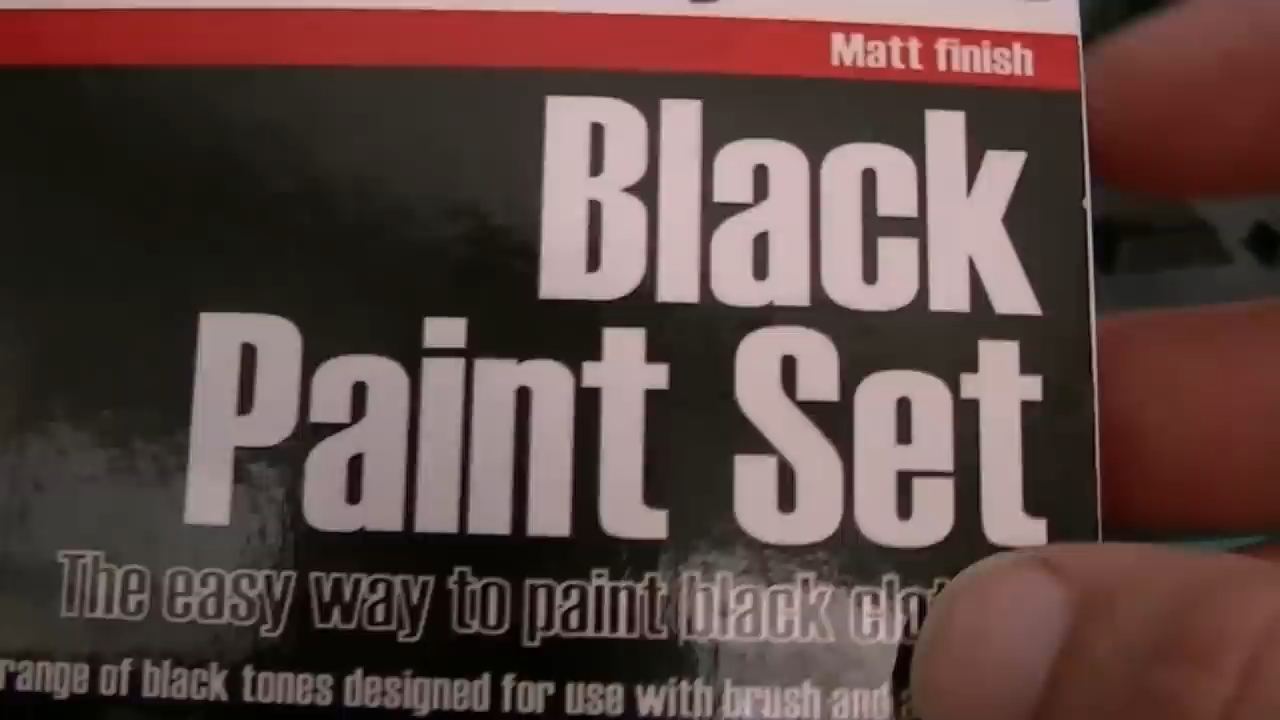 Matt finish
Black
Paint Set
The easy way to paint black
range of black tones designed for use with brush and